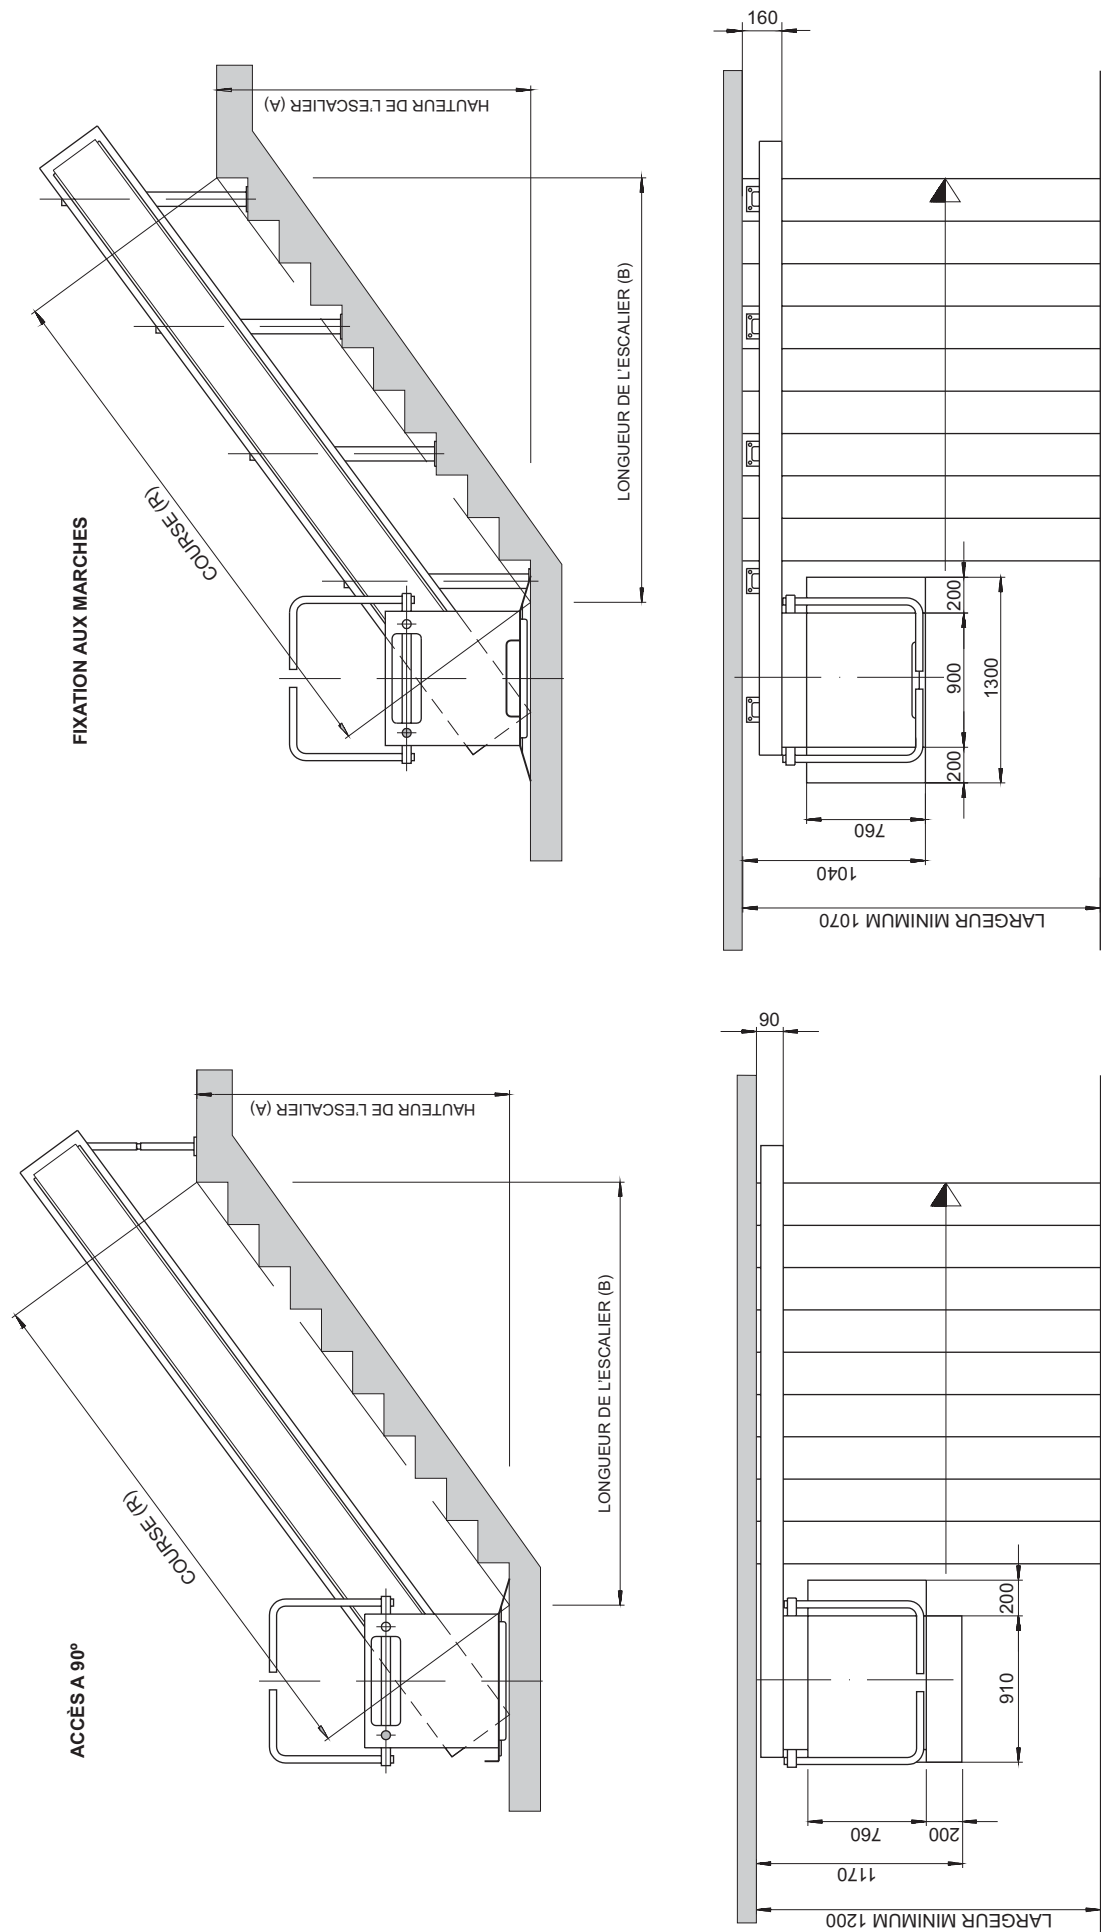 ACCÈS A 90º
COURSE (R)
HAUTEUR DE L'ESCALIER (A)
LONGUEUR DE L'ESCALIER (B)
90
200
910
760
200
1170
LARGEUR MINIMUM 1200
FIXATION AUX MARCHES
COURSE (R)
HAUTEUR DE L'ESCALIER (A)
LONGUEUR DE L'ESCALIER (B)
160
200
900
200
1300
760
1040
LARGEUR MINIMUM 1070